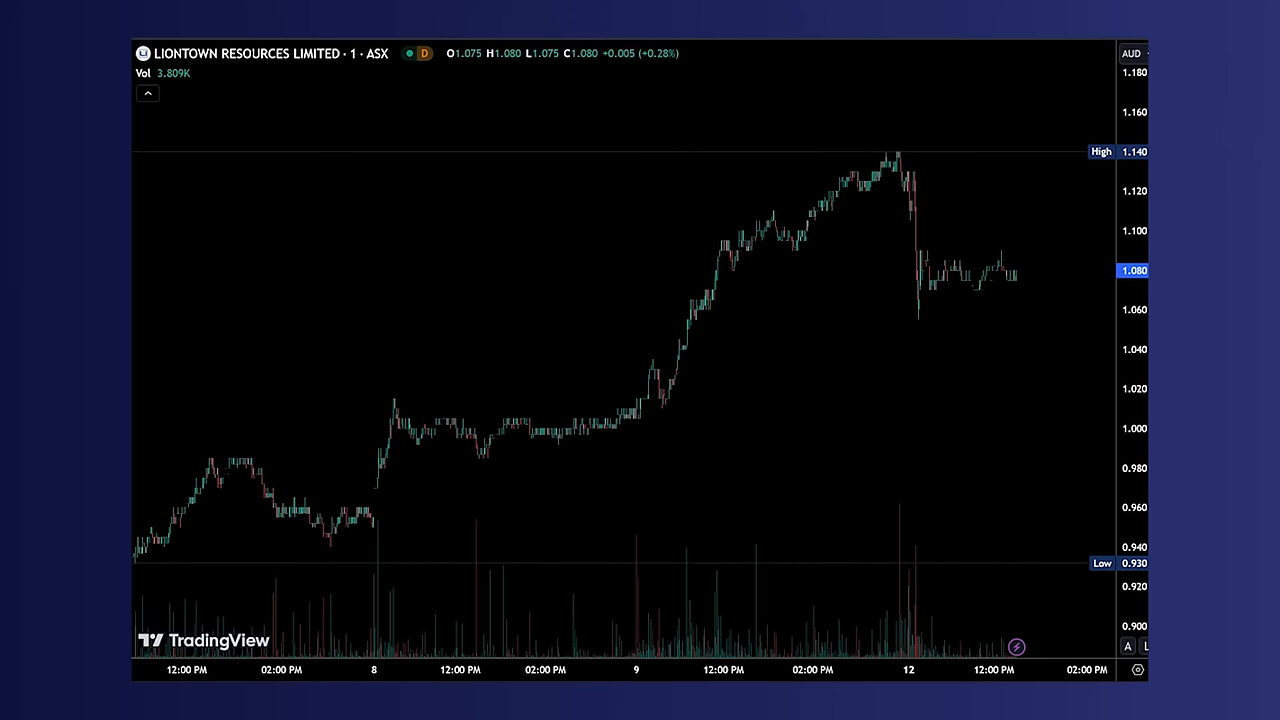 LIONTOWN RESOURCES LIMITED · 1 · ASX D O1.075 H1.080 L1.075 C1.080 +0.005 (+0.28%)
AUD
Vol 3.809K
1.180
1.160
High 1.140
1.120
1.100
1.080
1.060
1.040
1.020
1.000
0.980
0.960
0.940
Low 0.930
0.920
0.900
TradingView
A L
12:00 PM 02:00 PM 8 12:00 PM 02:00 PM 9 12:00 PM 02:00 PM 12 12:00 PM 02:00 PM